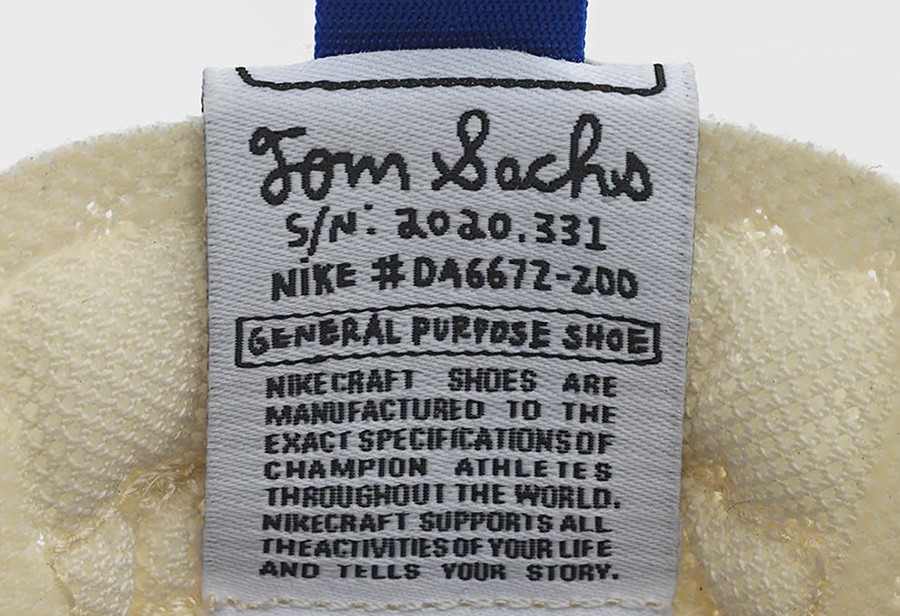 Tom Sachs
S/N: 2020.331
NIKE #DA6672-200
GENERAL PURPOSE SHOE
NIKECRAFT SHOES ARE
MANUFACTURED TO THE
EXACT SPECIFICATIONS OF
CHAMPION ATHLETES
THROUGHOUT THE WORLD.
NIKECRAFT SUPPORTS ALL
THE ACTIVITIES OF YOUR LIFE
AND TELLS YOUR STORY.